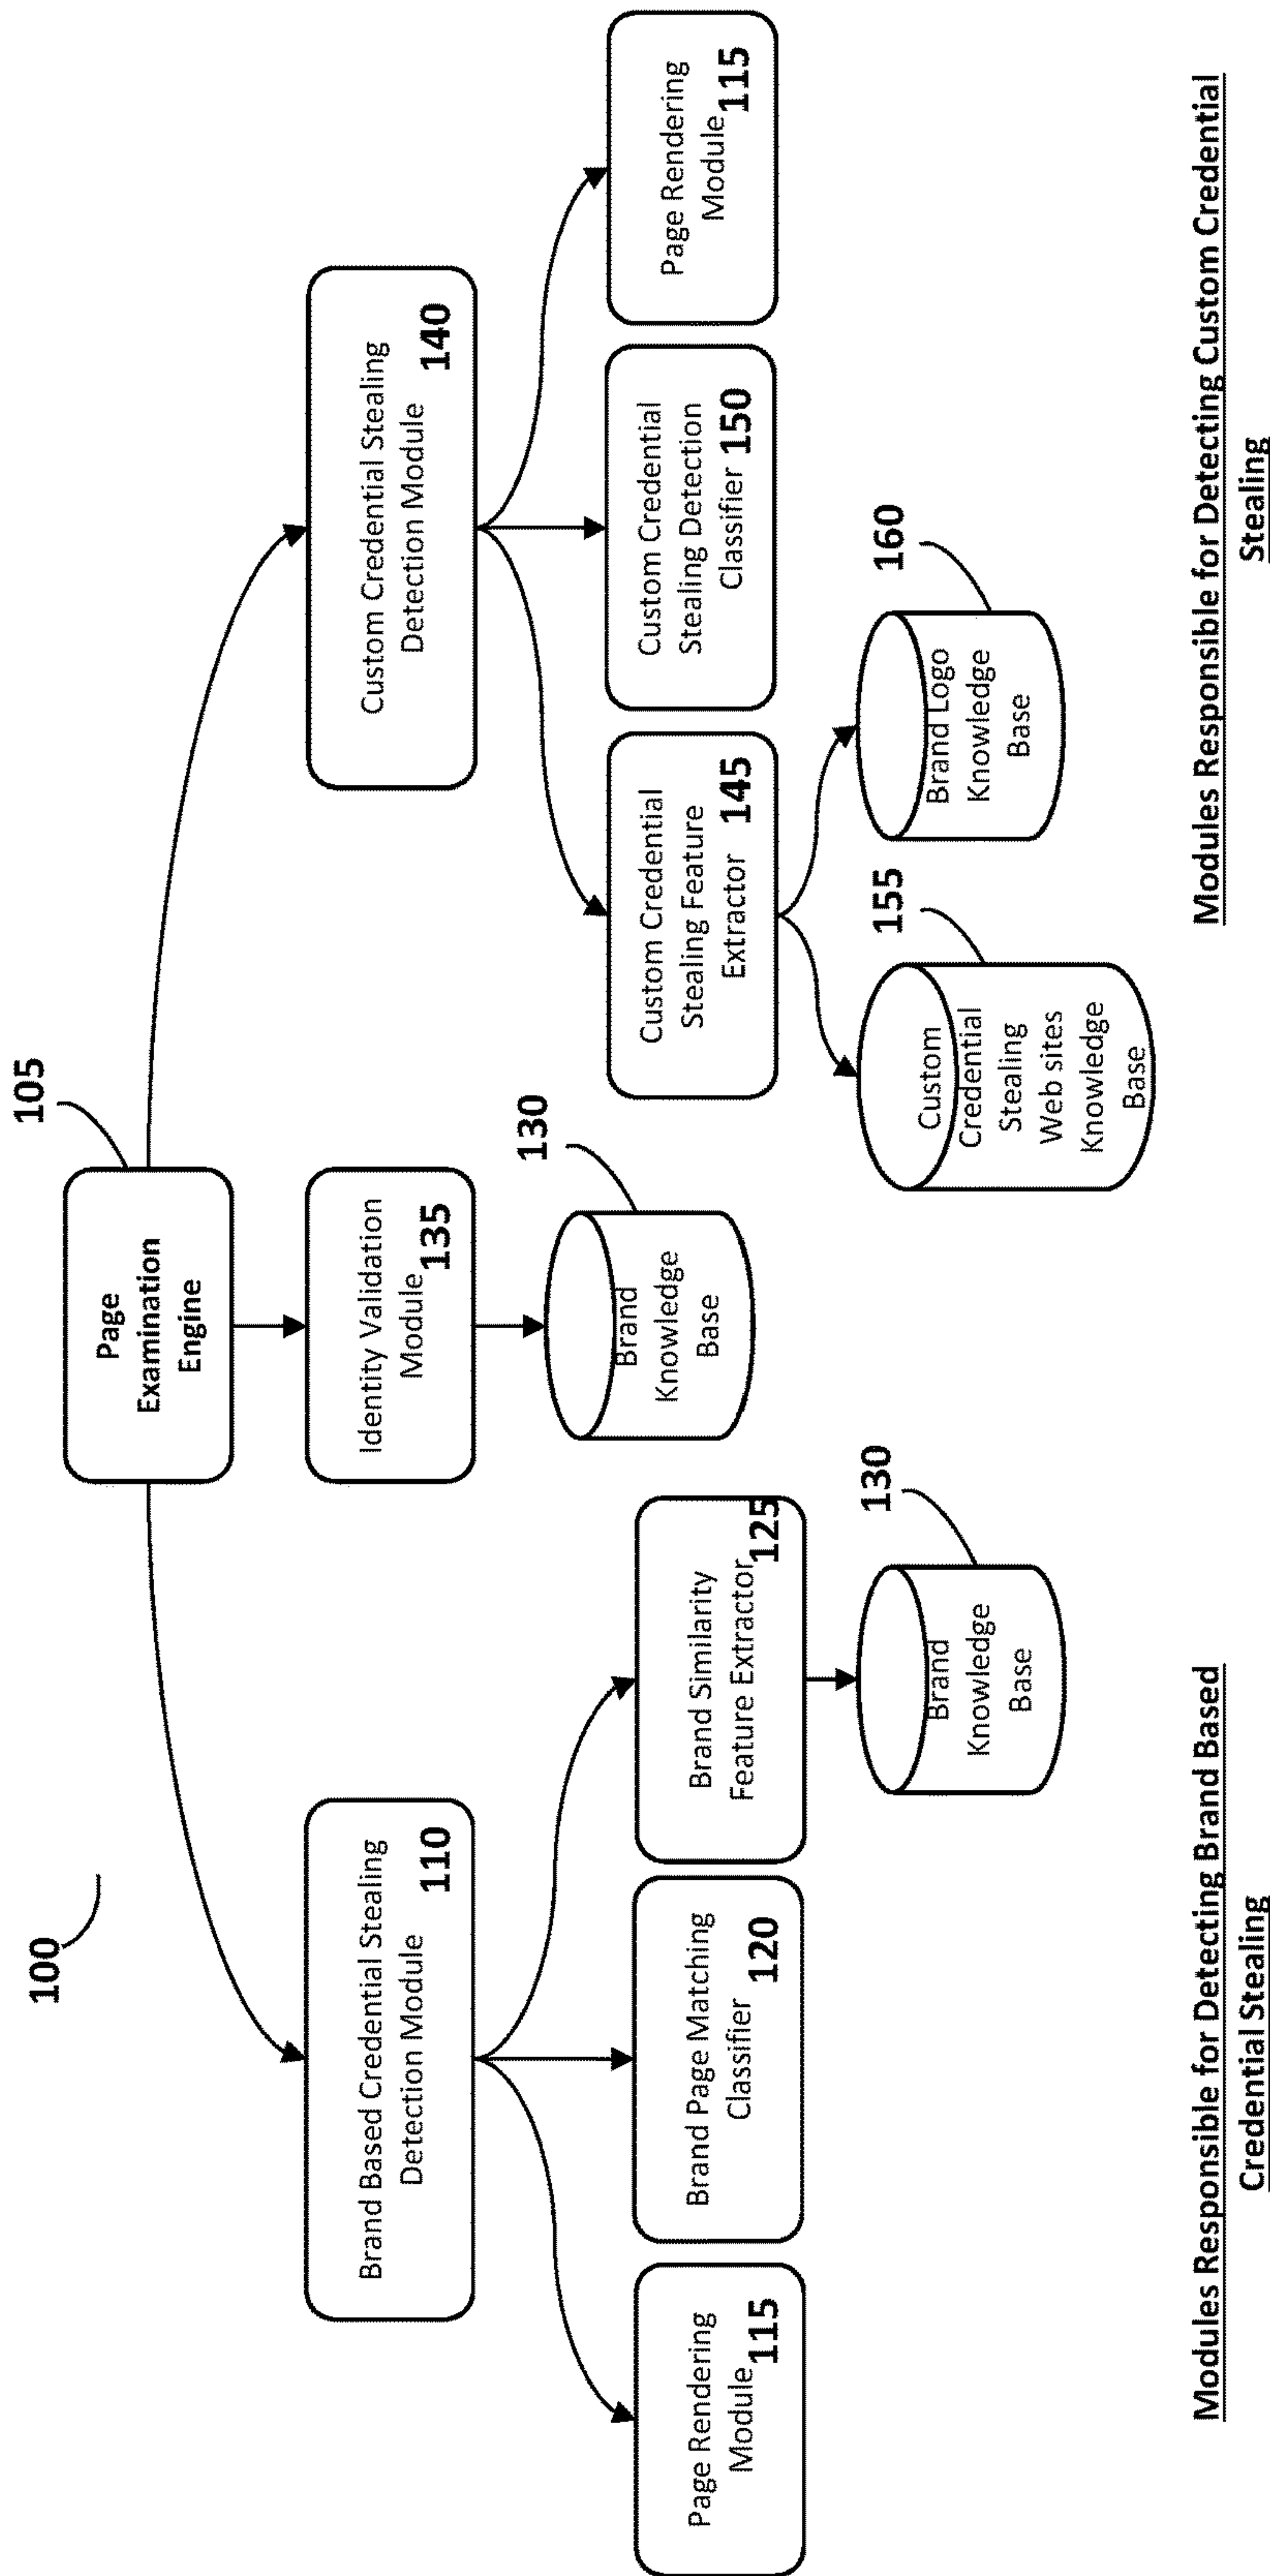 100
105
Page
Examination
Engine
Brand Based Credential Stealing
Detection Module
110
Identity Validation
Module
135
Custom Credential Stealing
Detection Module
140
Page Rendering
Module
115
Brand Page Matching
Classifier
120
Brand Similarity
Feature Extractor
125
130
Brand
Knowledge
Base
130
Brand
Knowledge
Base
Custom Credential
Stealing Feature
Extractor
145
Custom Credential
Stealing Detection
Classifier
150
Page Rendering
Module
115
155
Custom
Credential
Stealing
Web sites
Knowledge
Base
160
Brand Logo
Knowledge
Base
Modules Responsible for Detecting Brand Based
Credential Stealing
Modules Responsible for Detecting Custom Credential
Stealing